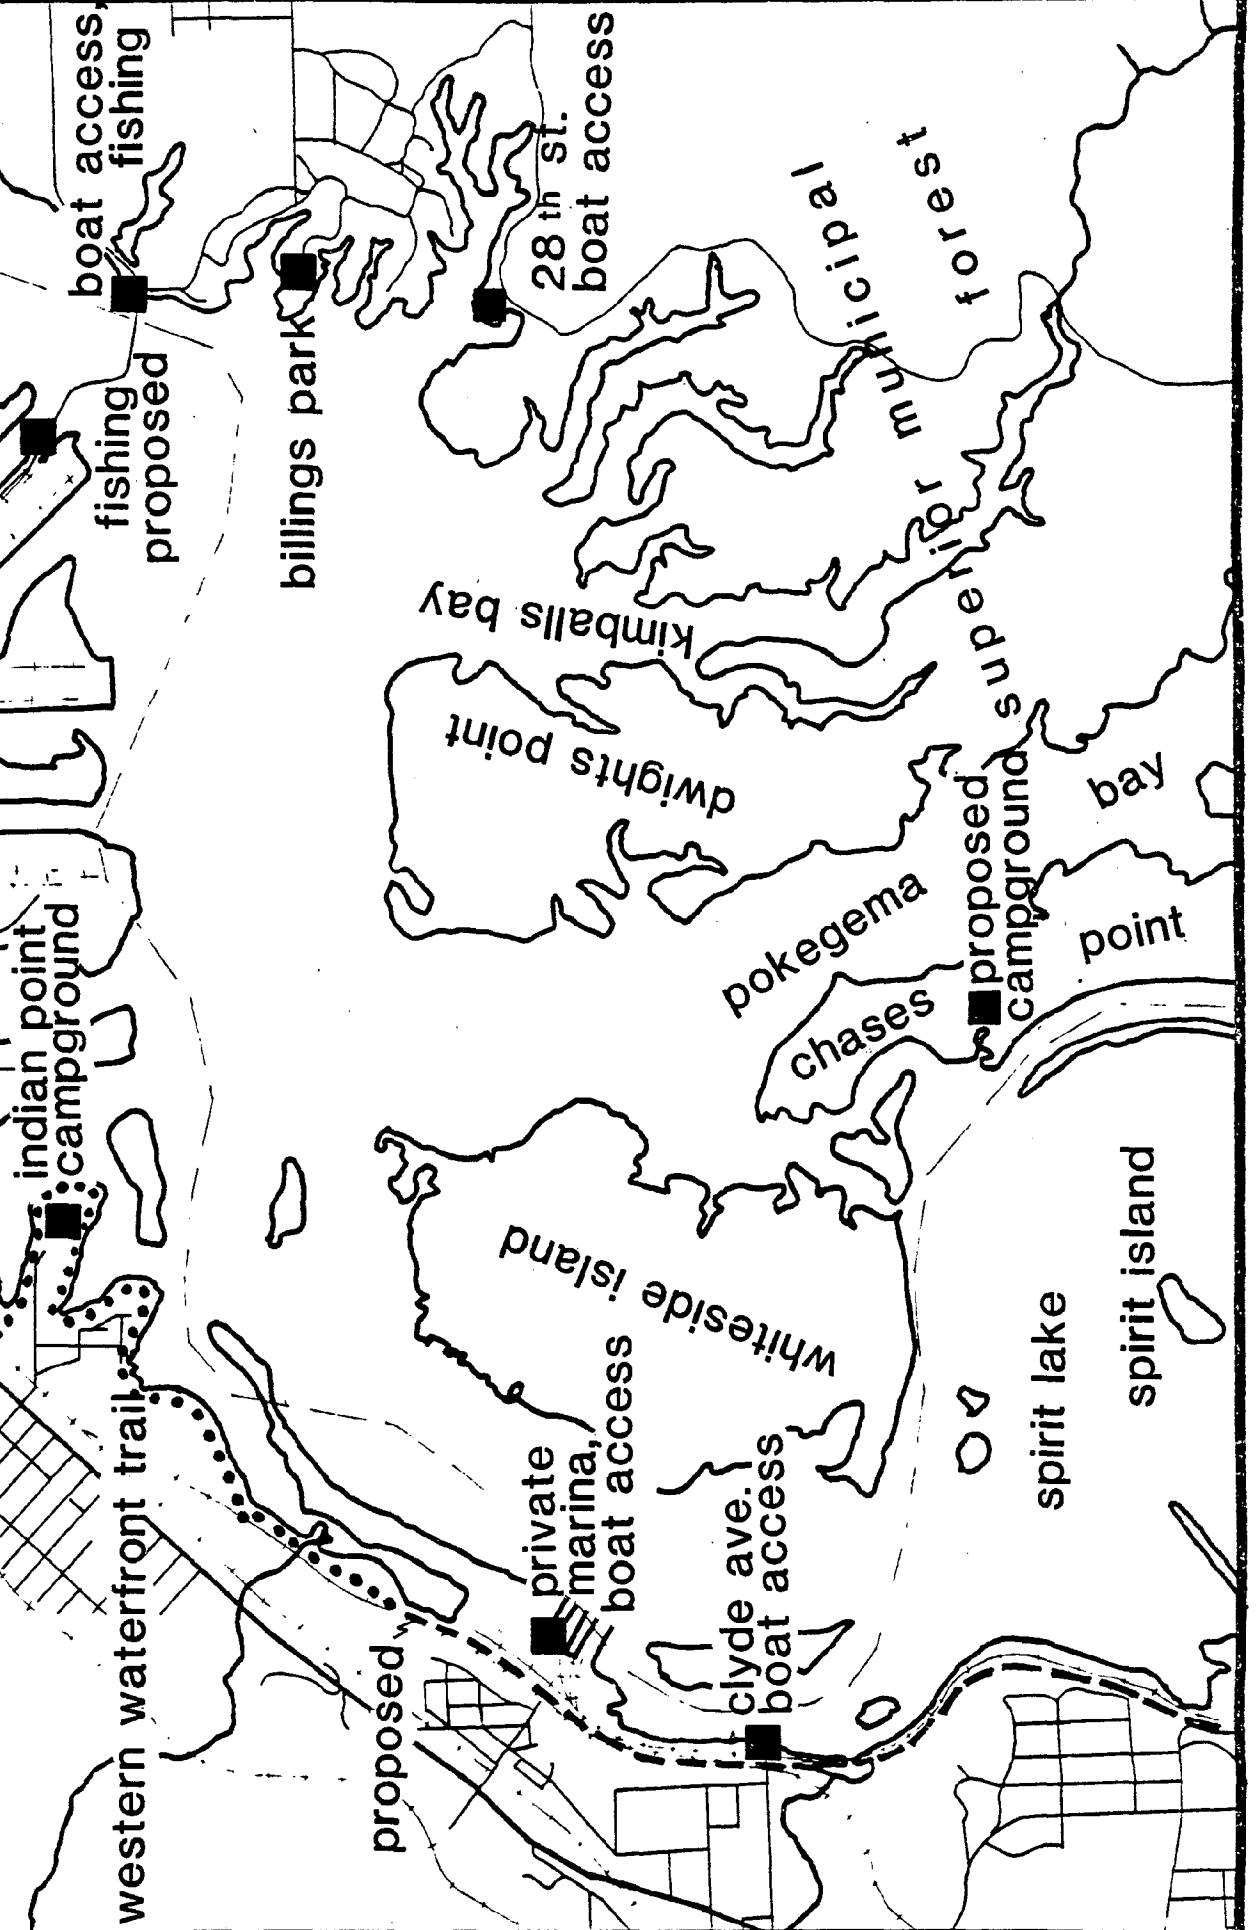 western waterfront trail
indian point
campground
boat access,
fishing
fishing
proposed
billings park
28th st.
boat access
kimballs bay
dwights point
superior municipal
forest
proposed
private
marina,
boat access
whiteside island
clyde ave.
boat access
pokegema
bay
chases
point
proposed
campground
spirit lake
spirit island